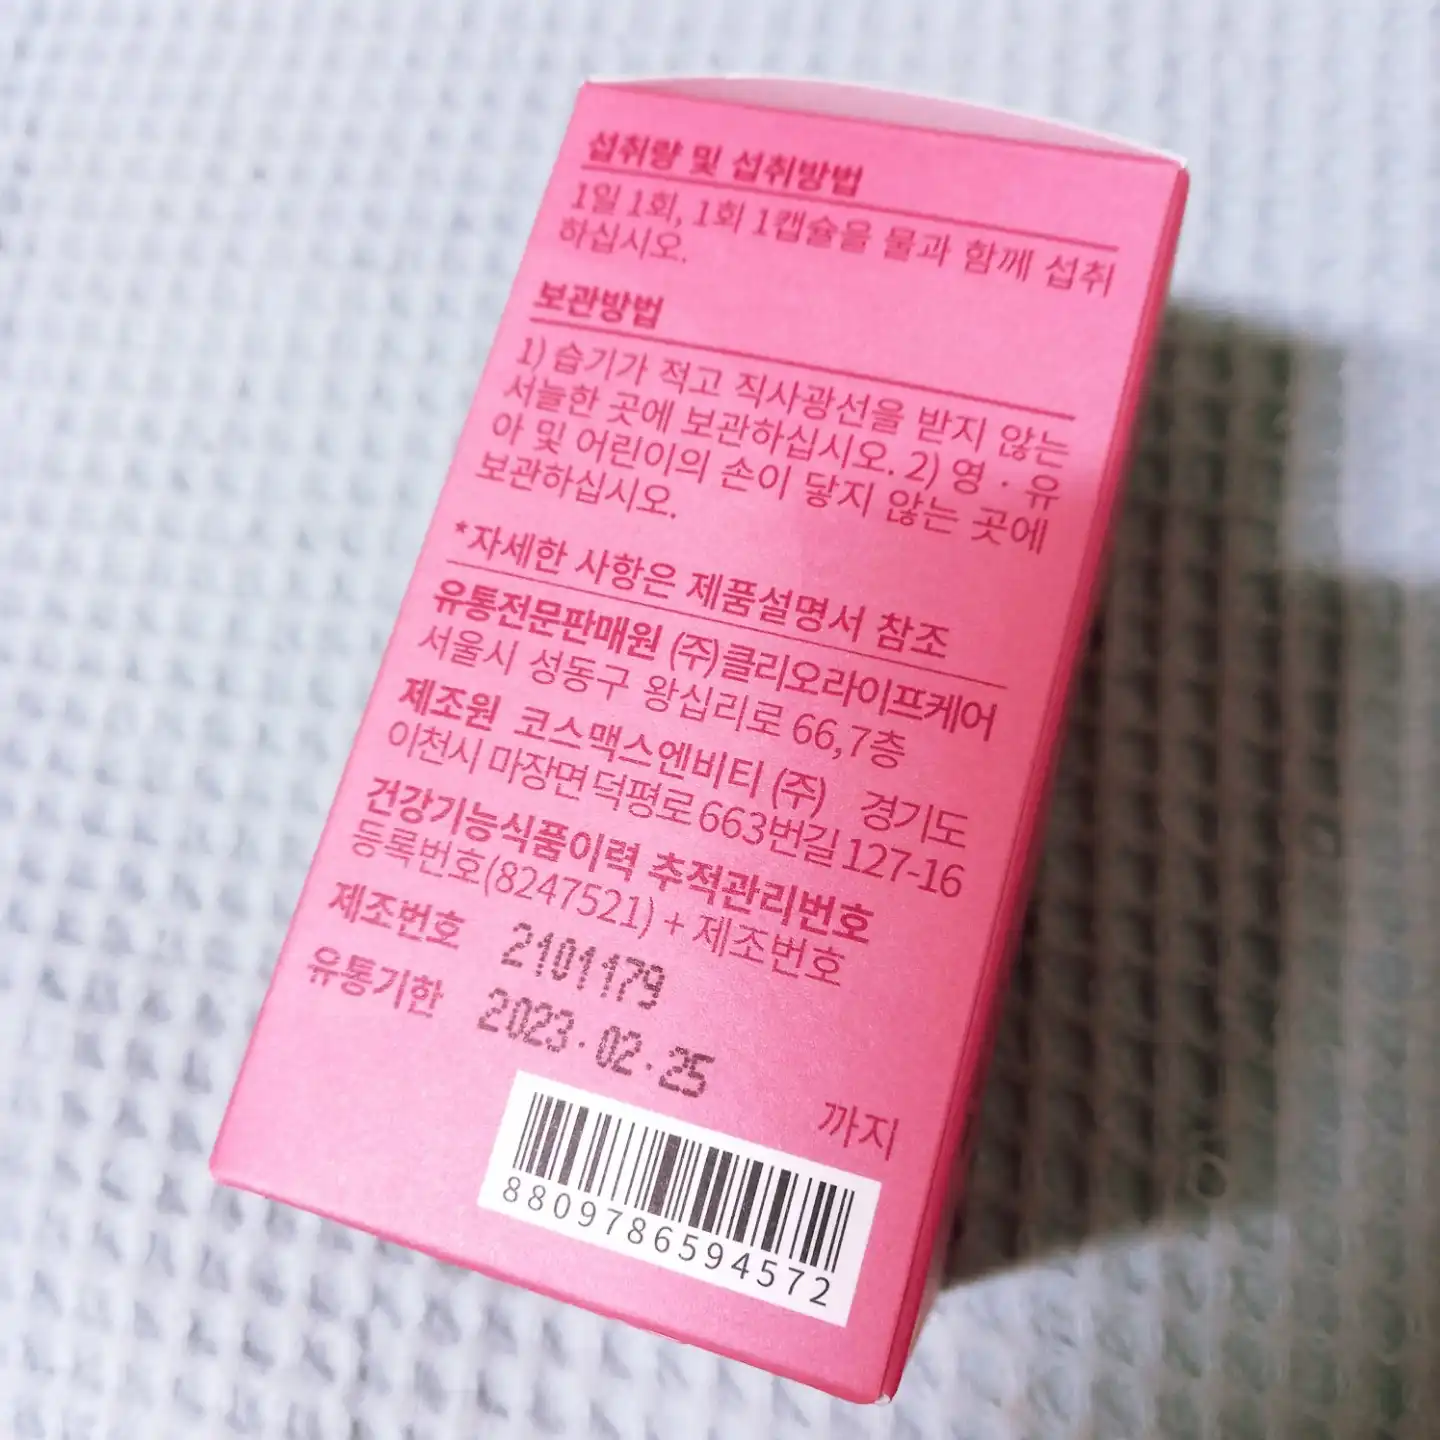 섭취량 및 섭취방법
1일 1회, 1회 1캡슐을 물과 함께 섭취
하십시오.
보관방법
1) 습기가 적고 직사광선을 받지 않는
서늘한 곳에 보관하십시오. 2) 영 · 유
아 및 어린이의 손이 닿지 않는 곳에
보관하십시오.
*자세한 사항은 제품설명서 참조
유통전문판매원 (주)클리오라이프케어
서울시 성동구 왕십리로 66,7층
제조원 코스맥스엔비티 (주) 경기도
이천시 마장면 덕평로 663번길 127-16
건강기능식품이력 추적관리번호
등록번호(8247521) + 제조번호
제조번호 2101179
유통기한 2023.02.25
까지
8809786594572